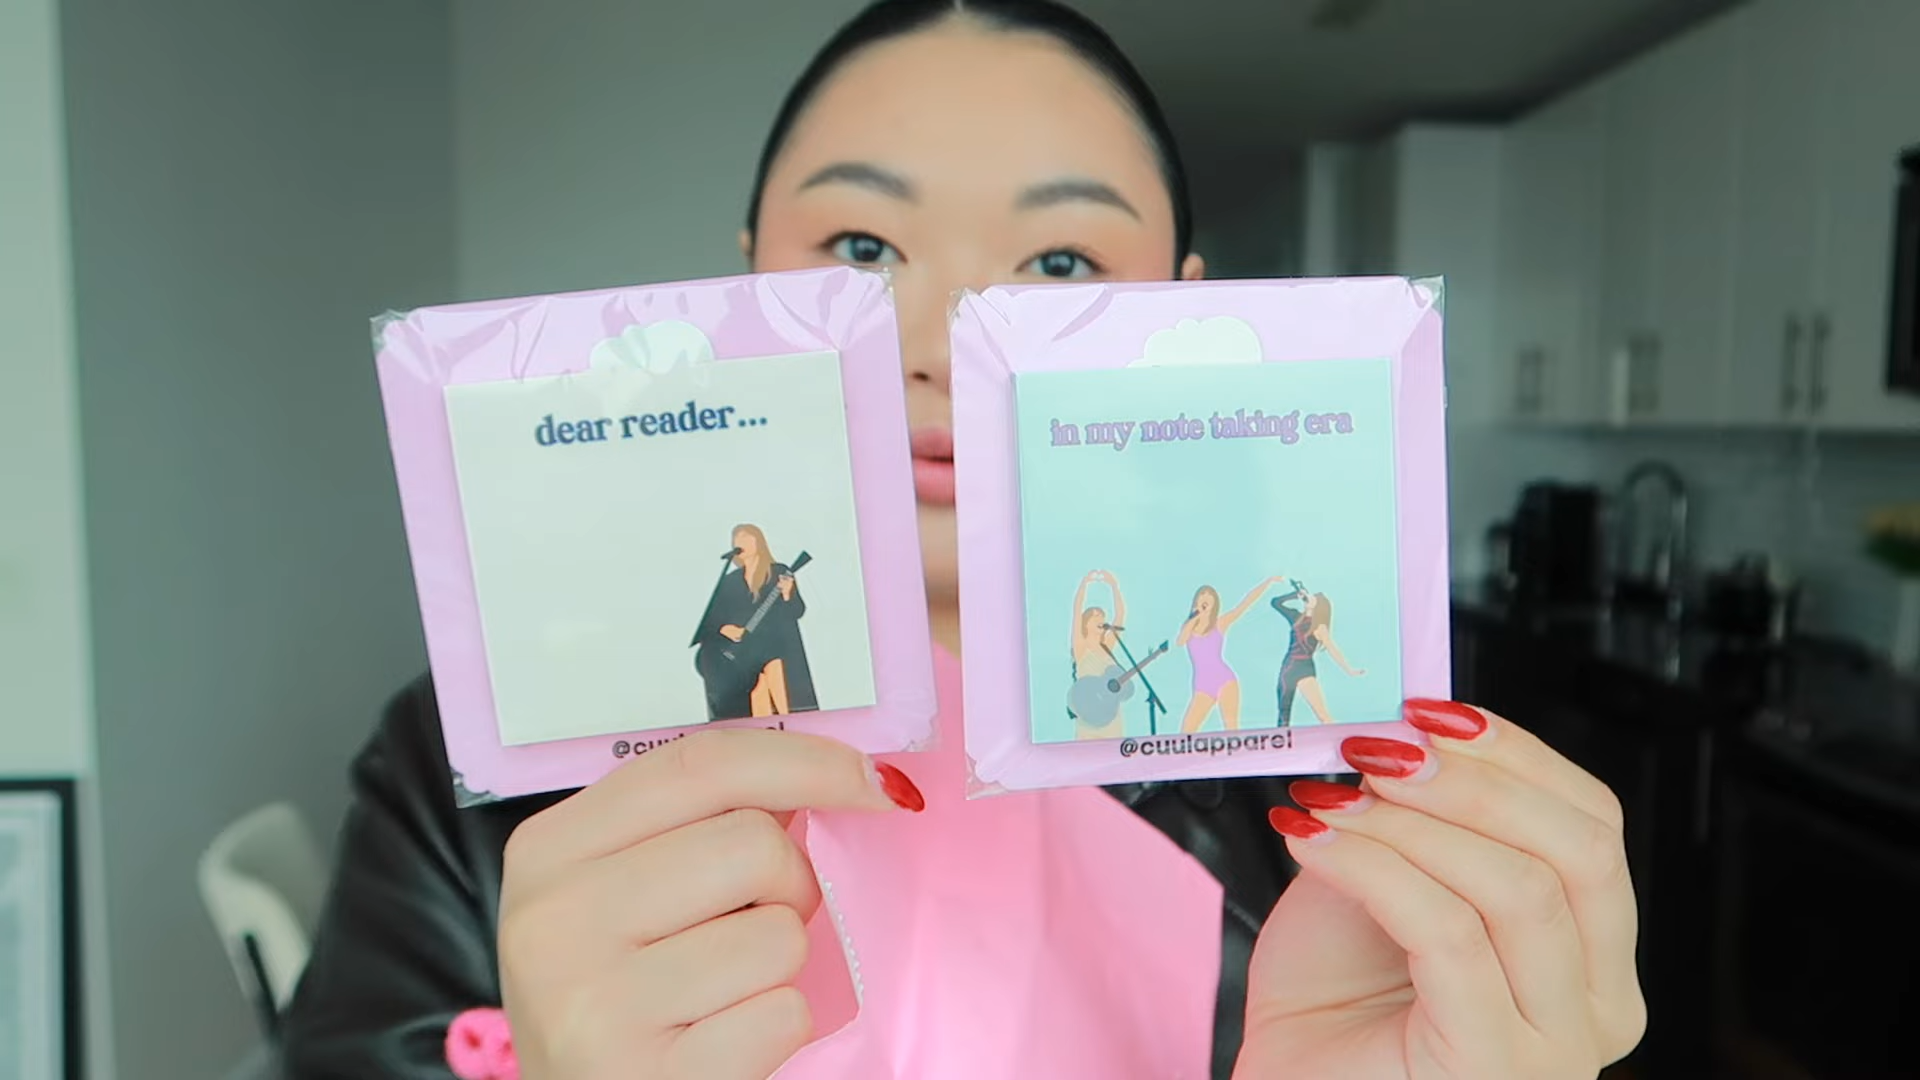 dear reader...
in my note taking era
@cuulapparel